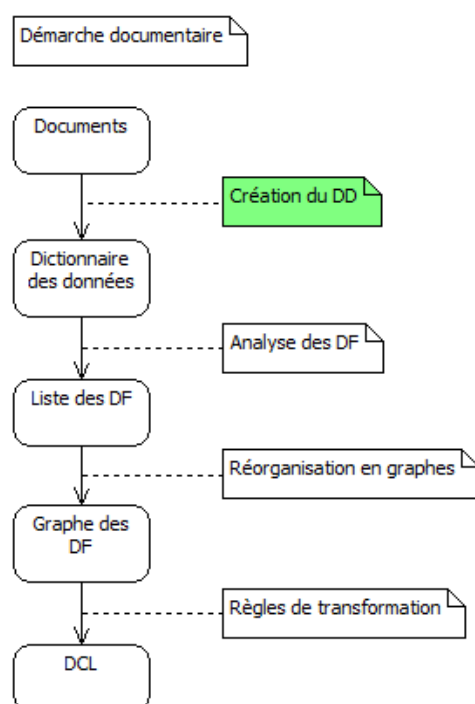 Démarche documentaire
Documents
Création du DD
Dictionnaire
des données
Analyse des DF
Liste des DF
Réorganisation en graphes
Graphe des
DF
Règles de transformation
DCL